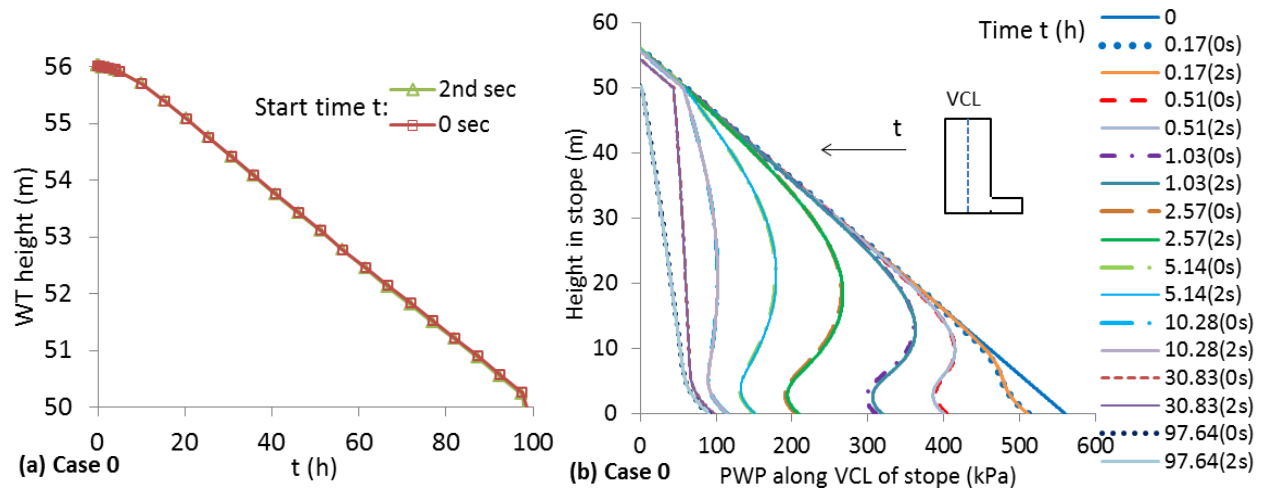 56
55
54
53
52
51
50
WT height (m)
Start time t:
2nd sec
0 sec
0
20
40
60
80
100
t (h)
(a) Case 0
60
50
40
30
20
10
0
Height in stope (m)
0
100
200
300
400
500
600
PWP along VCL of stope (kPa)
(b) Case 0
t
VCL
Time t (h)
0
0.17(0s)
0.17(2s)
0.51(0s)
0.51(2s)
1.03(0s)
1.03(2s)
2.57(0s)
2.57(2s)
5.14(0s)
5.14(2s)
10.28(0s)
10.28(2s)
30.83(0s)
30.83(2s)
97.64(0s)
97.64(2s)